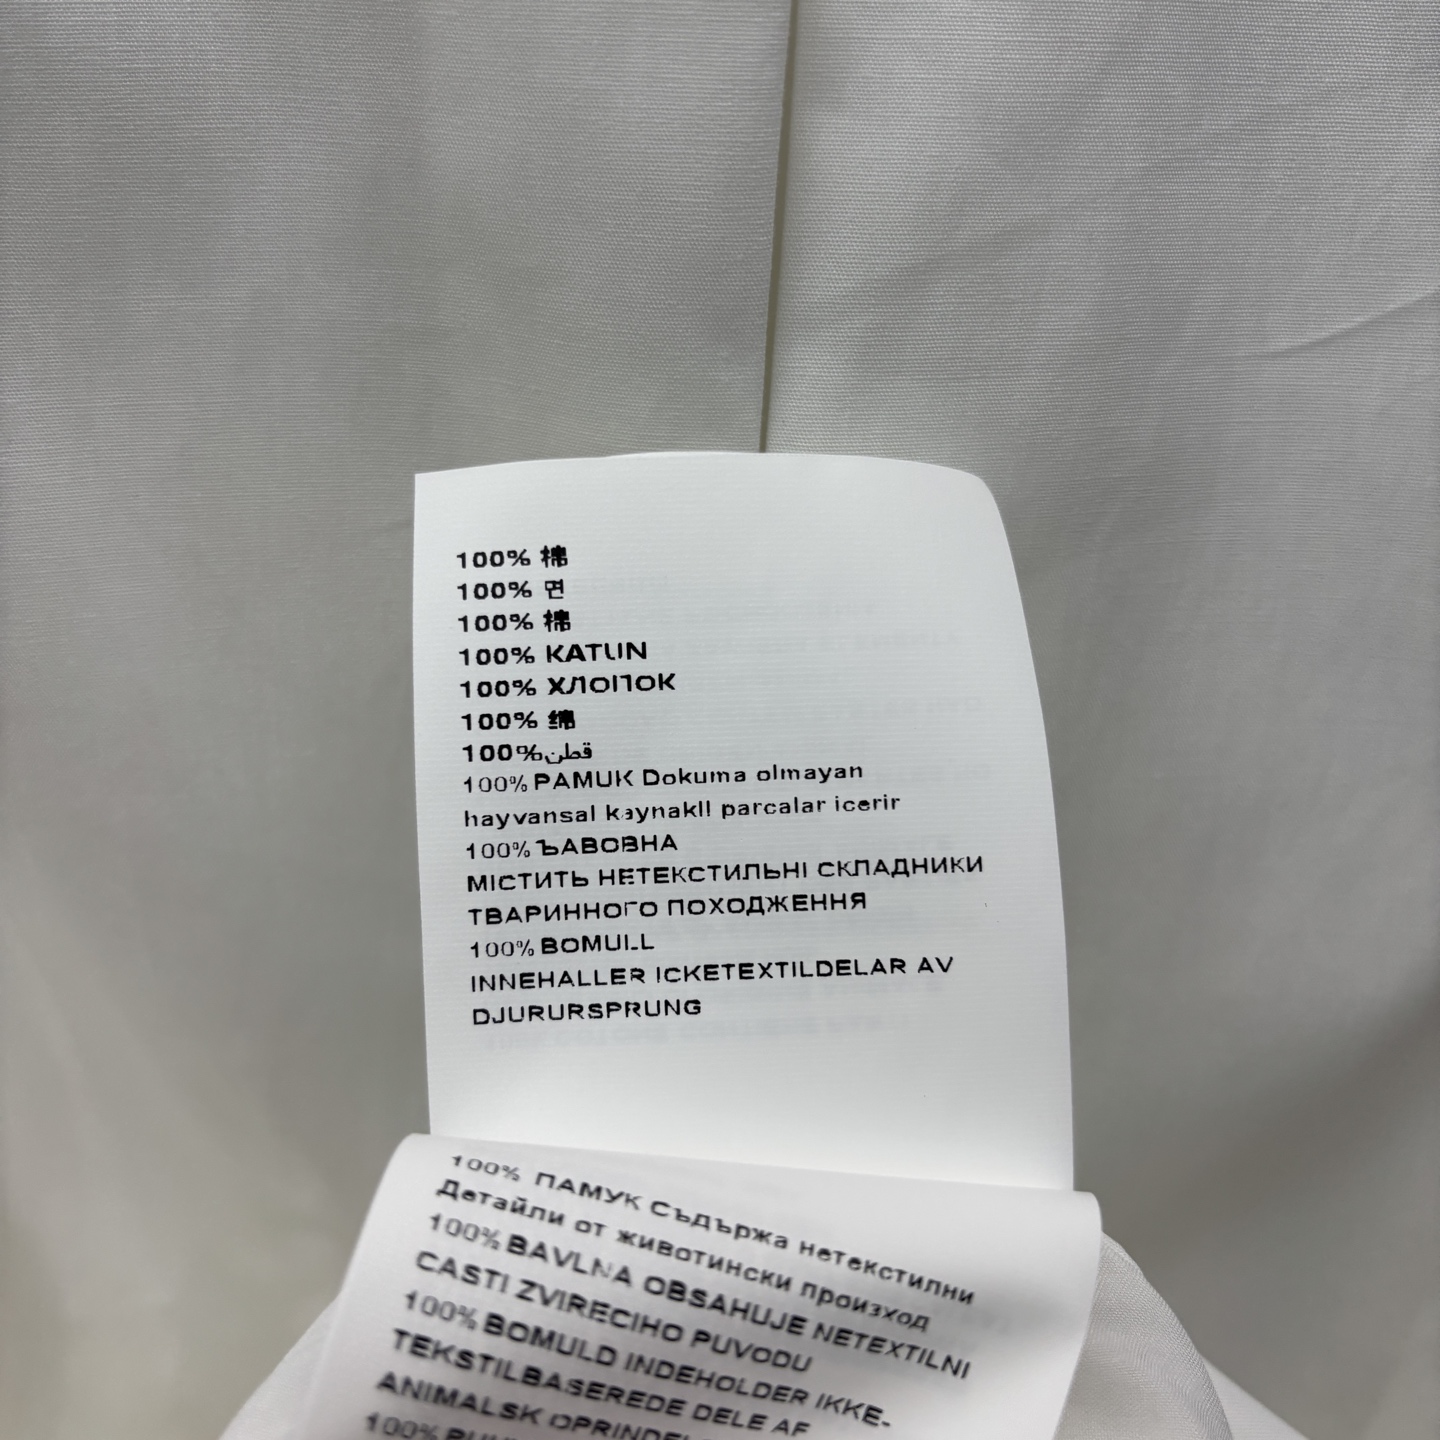 100% 棉
100% 면
100% 棉
100% KATUN
100% ХЛОПОК
100% 绵
100%قطن
100% PAMUK Dokuma olmayan
hayvansal kaynakll parcalar icerir
100% ЪАВОВНА
МІСТИТЬ НЕТЕКСТИЛЬНІ СКЛАДНИКИ
ТВАРИННОГО ПОХОДЖЕННЯ
100% BOMULL
INNEHALLER ICKETEXTILDELAR AV
DJURURSPRUNG
100% ПАМУК Съдържа нетекстилни
Детайли от животински произход
100% BAVLNA OBSAHUJE NETEXTILNI
CASTI ZVIRECIHO PUVODU
100% BOMULD INDEHOLDER IKKE-
TEKSTILBASEREDE DELE AF
ANIMALSK
100%